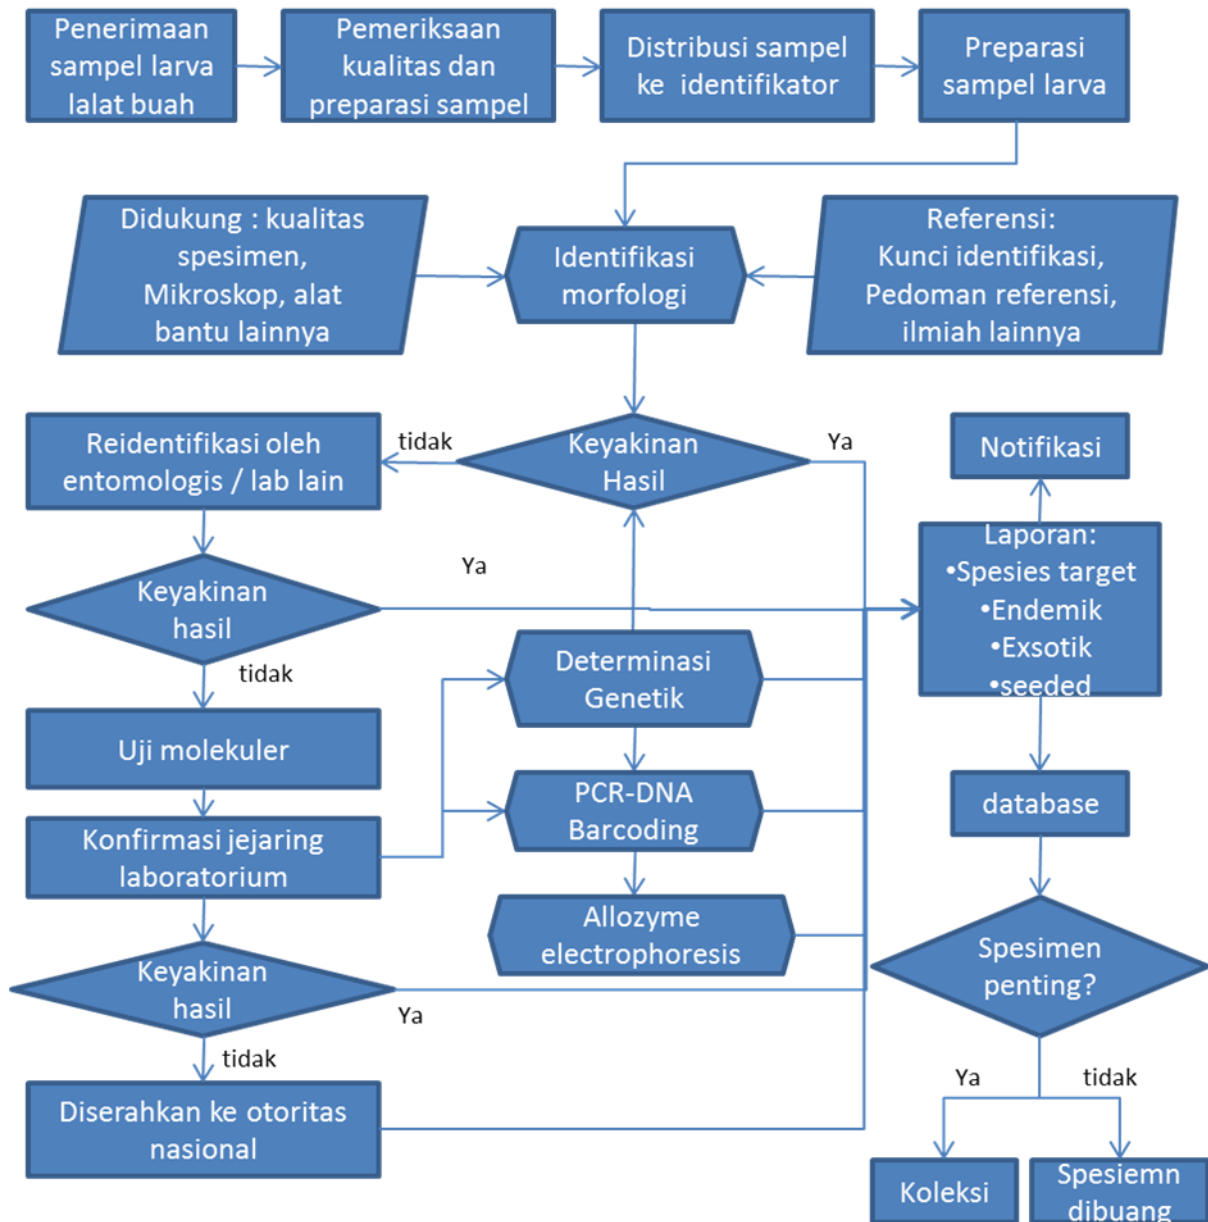 Penerimaan
sampel larva
lalat buah
Pemeriksaan
kualitas dan
preparasi sampel
Distribusi sampel
ke identifikator
Preparasi
sampel larva
Didukung : kualitas
spesimen,
Mikroskop, alat
bantu lainnya
Identifikasi
morfologi
Referensi:
Kunci identifikasi,
Pedoman referensi,
ilmiah lainnya
Reidentifikasi oleh
entomologis / lab lain
tidak
Keyakinan
Hasil
Ya
Notifikasi
Keyakinan
hasil
Ya
tidak
Laporan:
•Spesies target
•Endemik
•Exsotik
•seeded
Determinasi
Genetik
Uji molekuler
PCR-DNA
Barcoding
database
Konfirmasi jejaring
laboratorium
Allozyme
electrophoresis
Keyakinan
hasil
Ya
tidak
Spesimen
penting?
Ya
tidak
Diserahkan ke otoritas
nasional
Koleksi
Spesiemn
dibuang